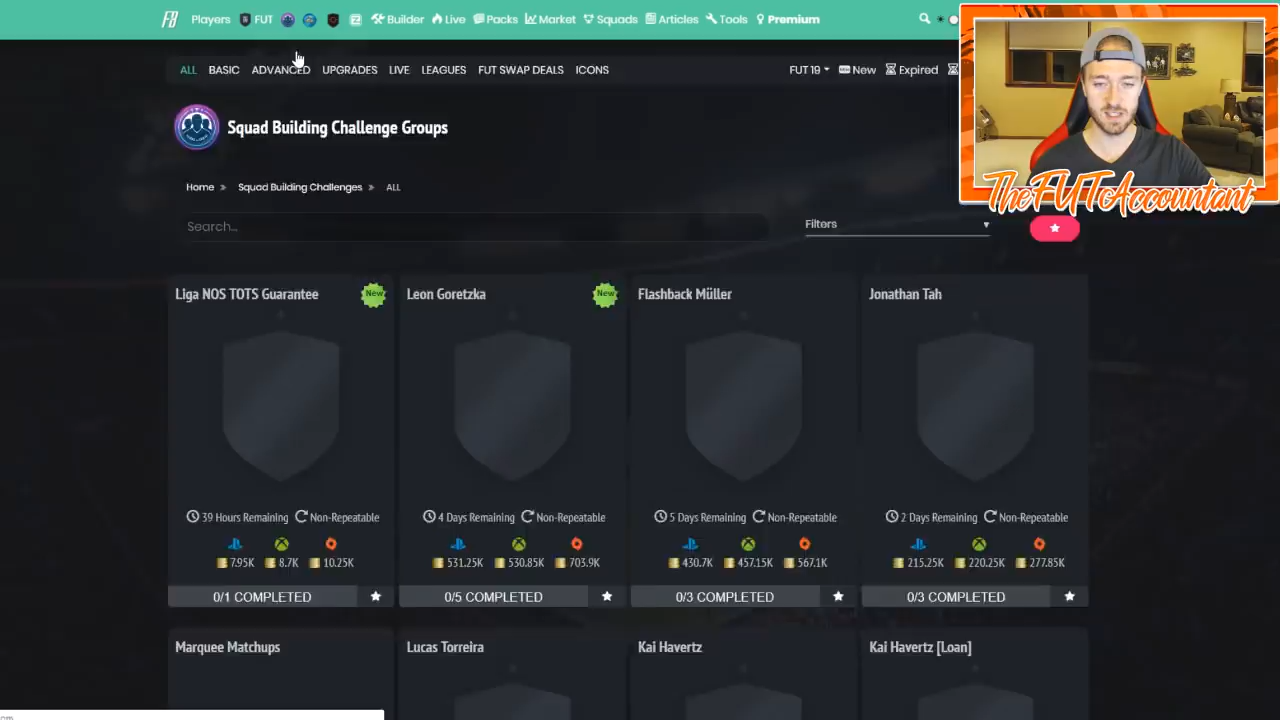 F8 Players FUT Builder Live Packs Market Squads Articles Tools Premium
ALL BASIC ADVANCED UPGRADES LIVE LEAGUES FUT SWAP DEALS ICONS FUT 19 New Expired
Squad Building Challenge Groups
Home » Squad Building Challenges » ALL
Search...
Filters
TheFUTAccountant
Liga NOS TOTS Guarantee New
39 Hours Remaining Non-Repeatable
7.95K 8.7K 10.25K
0/1 COMPLETED
Leon Goretzka New
4 Days Remaining Non-Repeatable
531.25K 530.85K 703.9K
0/5 COMPLETED
Flashback Müller
5 Days Remaining Non-Repeatable
430.7K 457.15K 567.1K
0/3 COMPLETED
Jonathan Tah
2 Days Remaining Non-Repeatable
215.25K 220.25K 277.85K
0/3 COMPLETED
Marquee Matchups
Lucas Torreira
Kai Havertz
Kai Havertz [Loan]